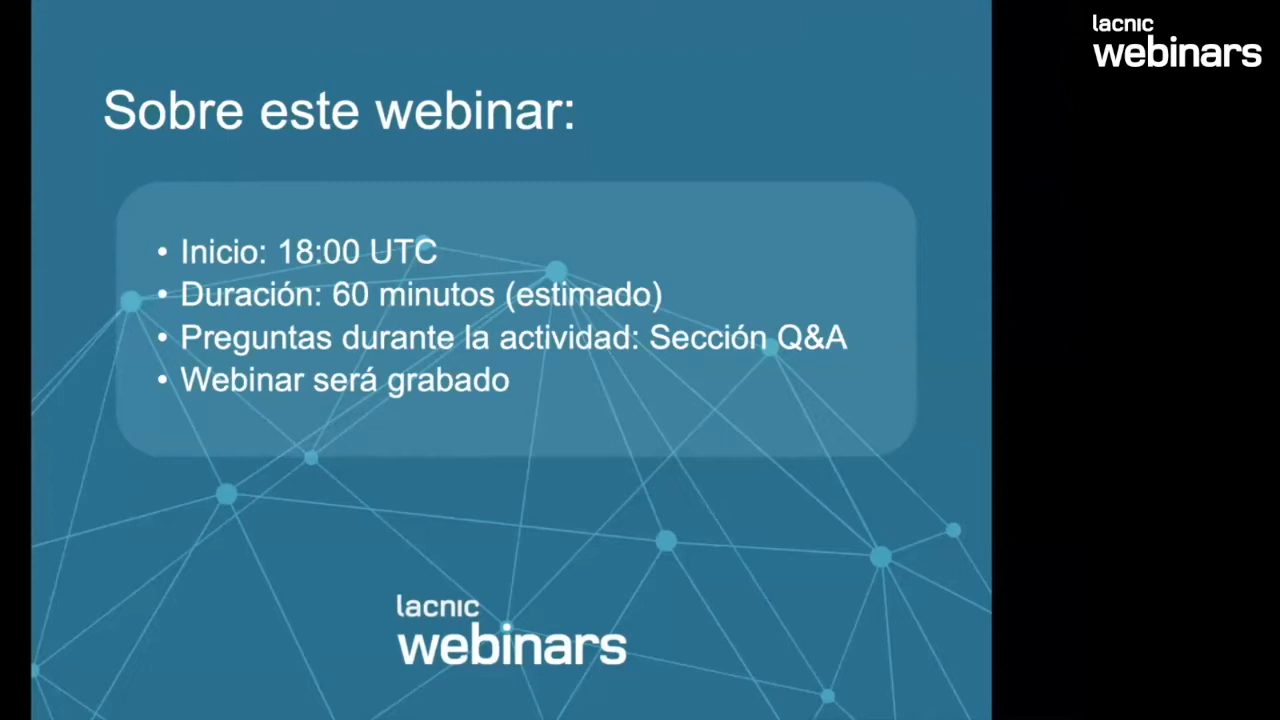 lacnic
webinars
Sobre este webinar:
• Inicio: 18:00 UTC
• Duración: 60 minutos (estimado)
• Preguntas durante la actividad: Sección Q&A
• Webinar será grabado
lacnic
webinars